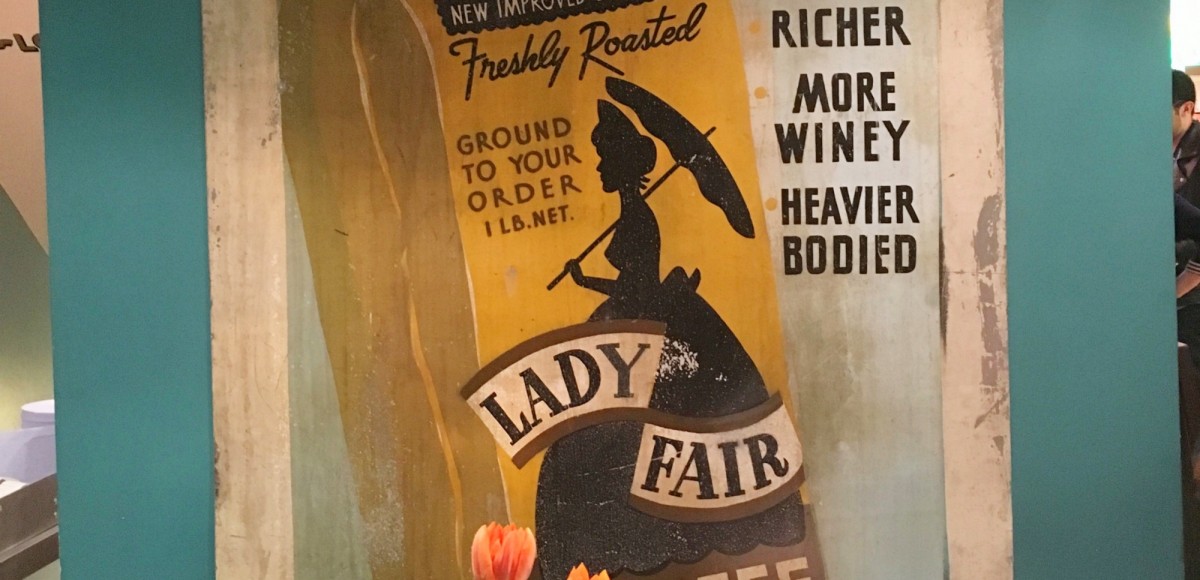 NEW IMPROVED
Freshly Roasted
GROUND
TO YOUR
ORDER
1 LB. NET.
LADY
FAIR
RICHER
MORE
WINEY
HEAVIER
BODIED